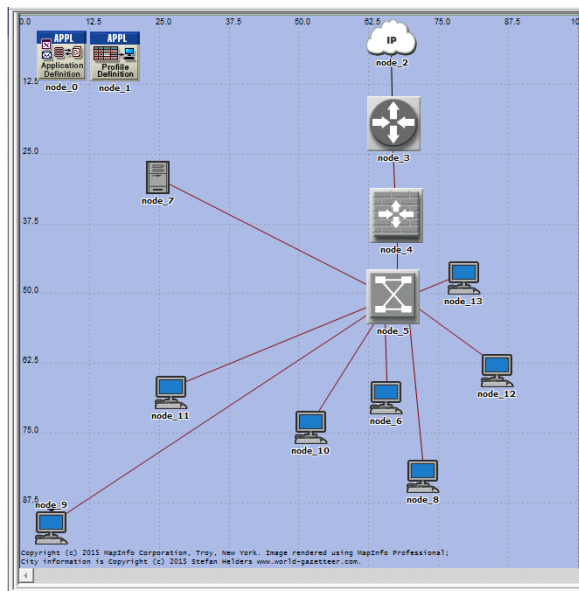 0.0 12.5 25.0 37.5 50.0 62.5 75.0 87.5 10
APPL APPL
Application Definition
Profile Definition
node_0 node_1
IP
node_2
12.5
node_3
25.0
node_7
37.5
node_4
50.0
node_13
node_5
62.5
node_12
node_11
node_6
75.0
node_10
node_8
87.5
node_9
Copyright (c) 2015 MapInfo Corporation, Troy, New York. Image rendered using MapInfo Professional;
City information is Copyright (c) 2015 Stefan Helders www.world-gazetteer.com.